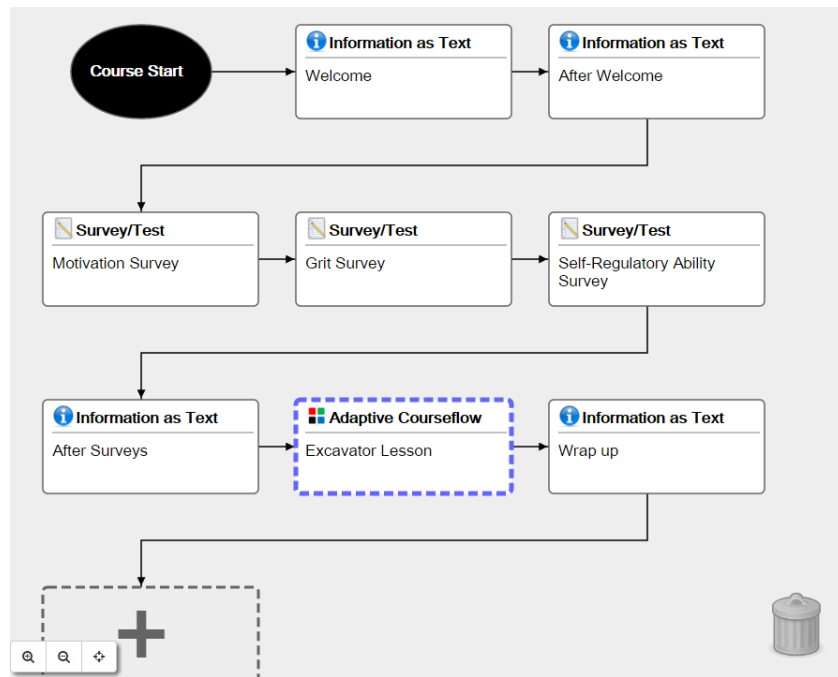 Course Start
Information as Text
Welcome
Information as Text
After Welcome
Survey/Test
Motivation Survey
Survey/Test
Grit Survey
Survey/Test
Self-Regulatory Ability
Survey
Information as Text
After Surveys
Adaptive Courseflow
Excavator Lesson
Information as Text
Wrap up